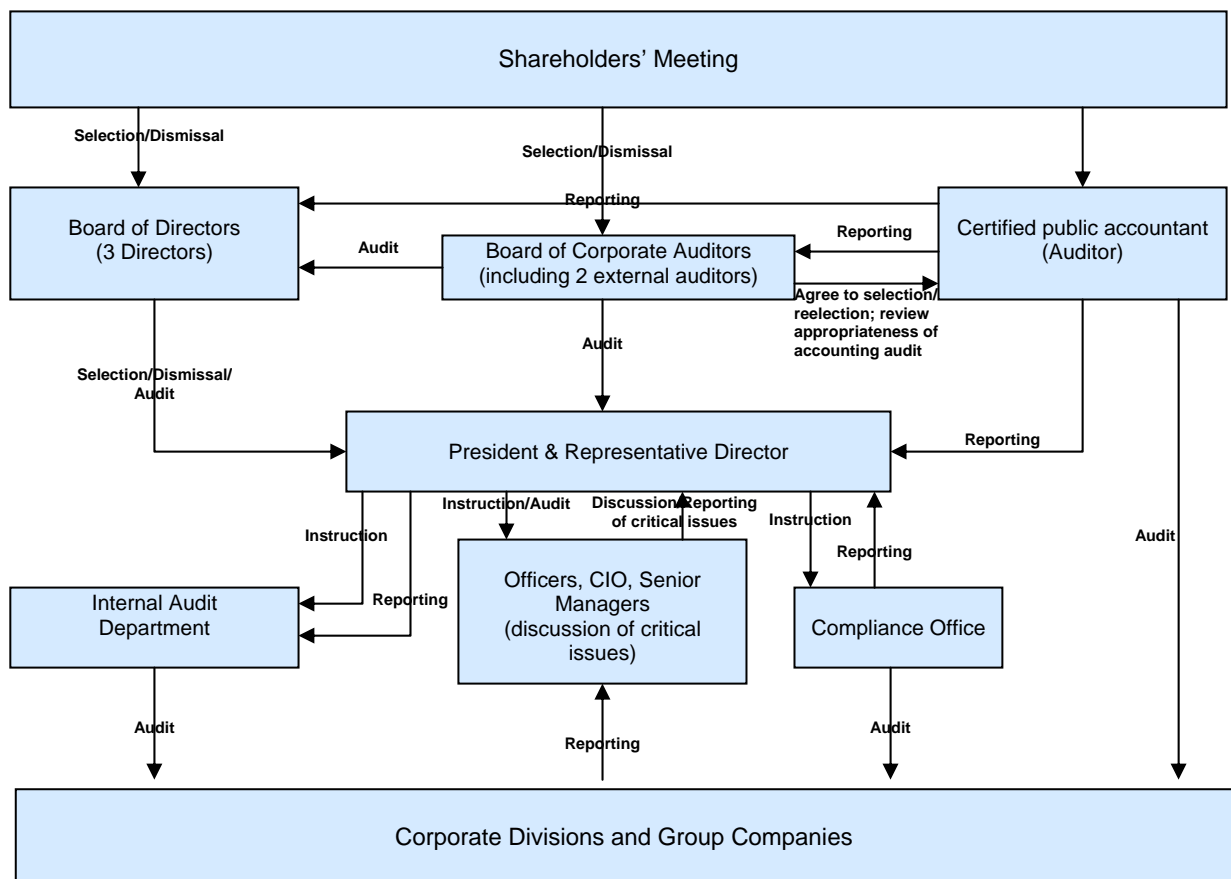 Shareholders’ Meeting
Selection/Dismissal
Selection/Dismissal
Reporting
Board of Directors
(3 Directors)
Audit
Board of Corporate Auditors
(including 2 external auditors)
Reporting
Certified public accountant
(Auditor)
Agree to selection/
reelection; review
appropriateness of
accounting audit
Audit
Selection/Dismissal/
Audit
President & Representative Director
Reporting
Instruction
Reporting
Instruction/Audit
Discussion/Reporting
of critical issues
Instruction
Reporting
Audit
Internal Audit
Department
Officers, CIO, Senior
Managers
(discussion of critical
issues)
Compliance Office
Audit
Reporting
Audit
Corporate Divisions and Group Companies